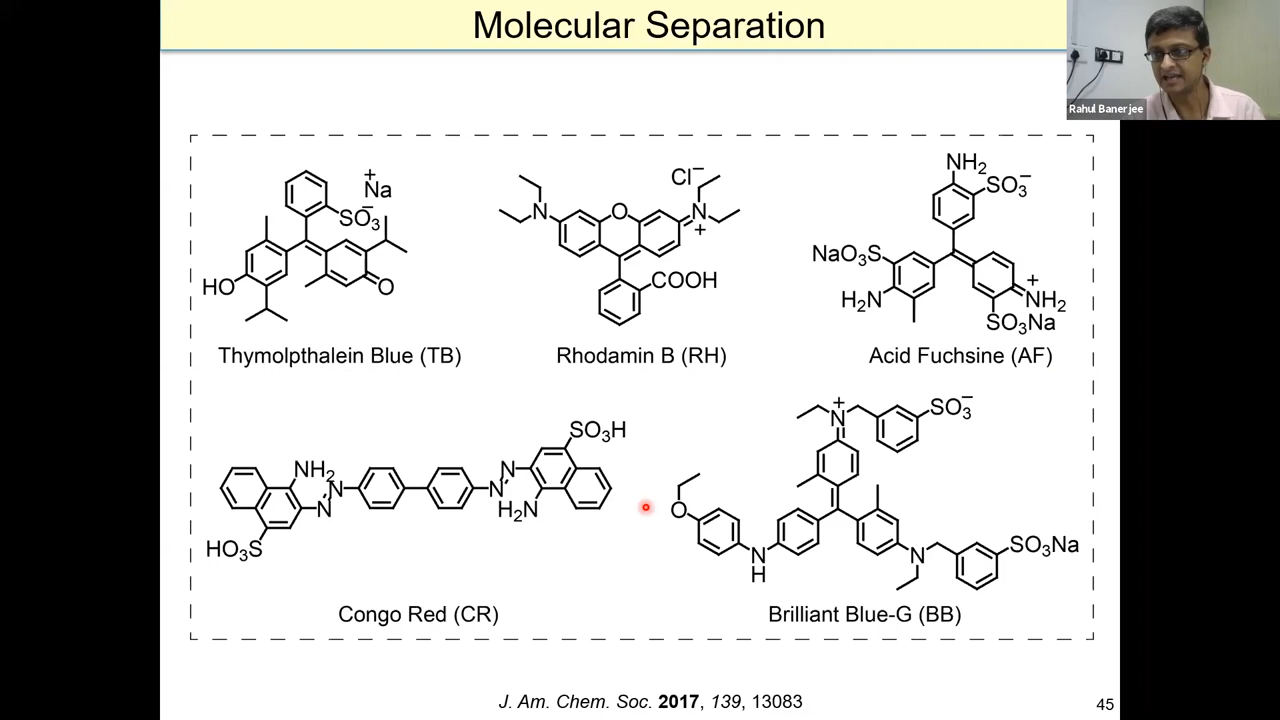 Molecular Separation
Rahul Banerjee
+
Na
SO3−
HO
O
Thymolpthalein Blue (TB)
Cl−
N
O
N
+
COOH
Rhodamin B (RH)
NH2
SO3−
NaO3S
H2N
+
NH2
SO3Na
Acid Fuchsine (AF)
SO3H
NH2
N
N
N
N
H2N
HO3S
Congo Red (CR)
+
N
SO3−
O
N
H
N
SO3Na
Brilliant Blue-G (BB)
J. Am. Chem. Soc. 2017, 139, 13083
45